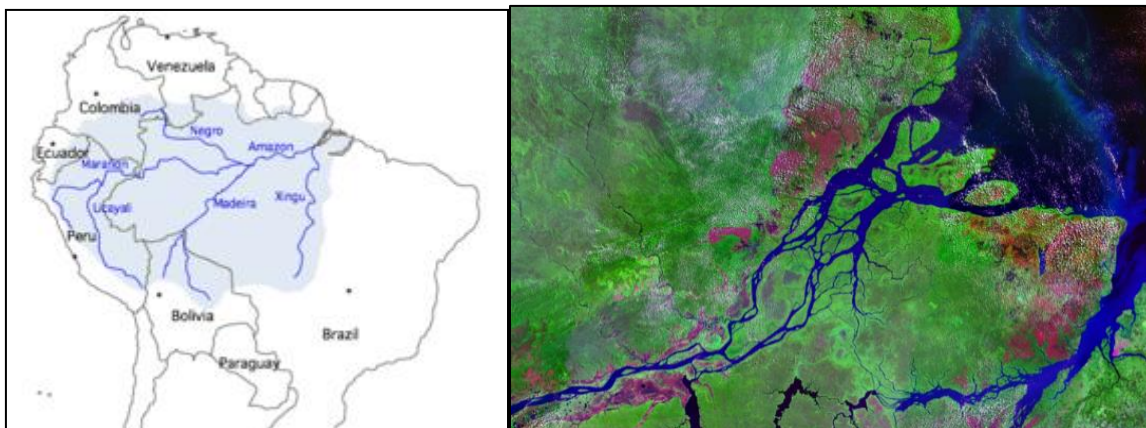 Venezuela
Colombia
Negro
Ecuador
Amazon
Marañon
Ucayali
Madeira
Xingu
Peru
Bolivia
Brazil
Paraguay